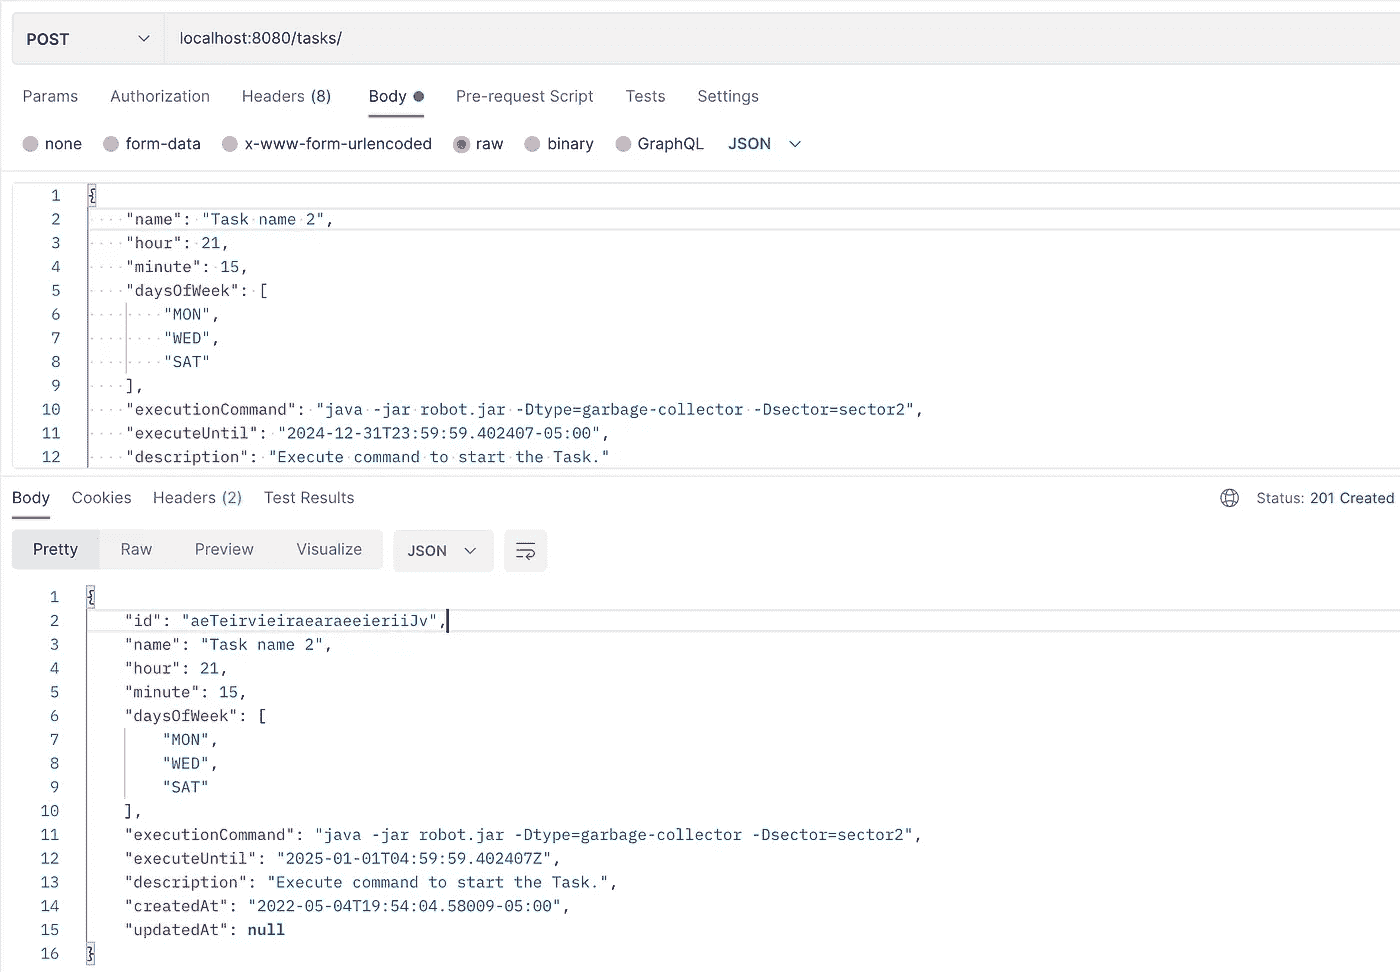 POST localhost:8080/tasks/
Params Authorization Headers (8) Body Pre-request Script Tests Settings
none form-data x-www-form-urlencoded raw binary GraphQL JSON
1 {
2 "name": "Task name 2",
3 "hour": 21,
4 "minute": 15,
5 "daysOfWeek": [
6 "MON",
7 "WED",
8 "SAT"
9 ],
10 "executionCommand": "java -jar robot.jar -Dtype=garbage-collector -Dsector=sector2",
11 "executeUntil": "2024-12-31T23:59:59.402407-05:00",
12 "description": "Execute command to start the Task."
Body Cookies Headers (2) Test Results Status: 201 Created
Pretty Raw Preview Visualize JSON
1 {
2 "id": "aeTeirvieiraearaeeieriiJv",
3 "name": "Task name 2",
4 "hour": 21,
5 "minute": 15,
6 "daysOfWeek": [
7 "MON",
8 "WED",
9 "SAT"
10 ],
11 "executionCommand": "java -jar robot.jar -Dtype=garbage-collector -Dsector=sector2",
12 "executeUntil": "2025-01-01T04:59:59.402407Z",
13 "description": "Execute command to start the Task.",
14 "createdAt": "2022-05-04T19:54:04.58009-05:00",
15 "updatedAt": null
16 }